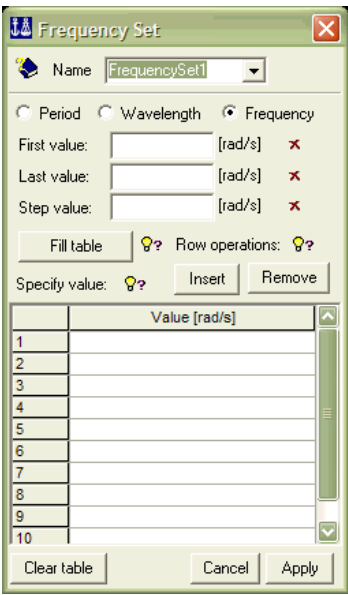 Frequency Set
Name FrequencySet1
Period Wavelength Frequency
First value: [rad/s]
Last value: [rad/s]
Step value: [rad/s]
Fill table ? Row operations: ?
Specify value: ? Insert Remove
Value [rad/s]
1
2
3
4
5
6
7
8
9
10
Clear table Cancel Apply